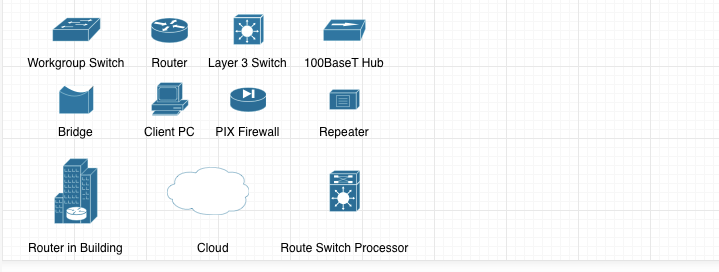 Workgroup Switch
Router
Layer 3 Switch
100BaseT Hub
Bridge
Client PC
PIX Firewall
Repeater
Router in Building
Cloud
Route Switch Processor